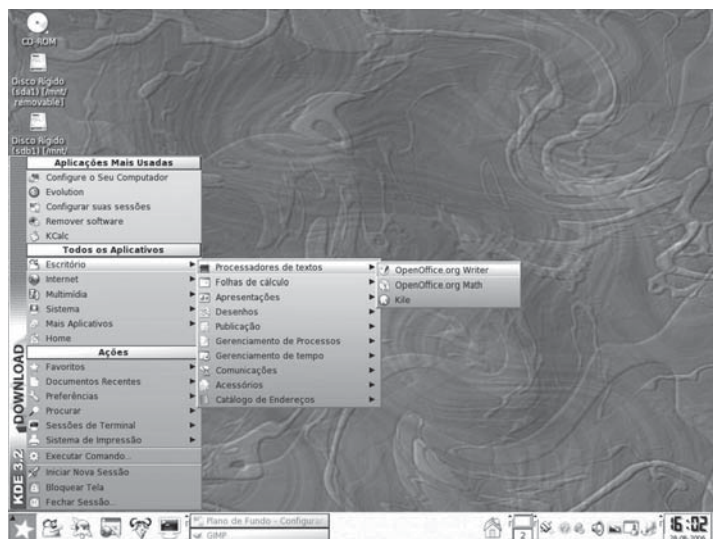 CD-ROM
Disco Rígido
(sda1) [/mnt/
removable]
Disco Rígido
(sdb1) [/mnt/
Aplicações Mais Usadas
Configure o Seu Computador
Evolution
Configurar suas sessões
Remover software
KCalc
Todos os Aplicativos
Escritório
Internet
Multimídia
Sistema
Mais Aplicativos
Home
Ações
Favoritos
Documentos Recentes
Preferências
Procurar
Sessões de Terminal
Sistema de Impressão
Executar Comando...
Iniciar Nova Sessão
Bloquear Tela
Fechar Sessão...
KDE 3.2
DOWNLOAD
Processadores de textos
Folhas de cálculo
Apresentações
Desenhos
Publicação
Gerenciamento de Processos
Gerenciamento de tempo
Comunicações
Acessórios
Catálogo de Endereços
OpenOffice.org Writer
OpenOffice.org Math
Kile
Plano de Fundo - Configura
GIMP
2
16:02
28-06-2006